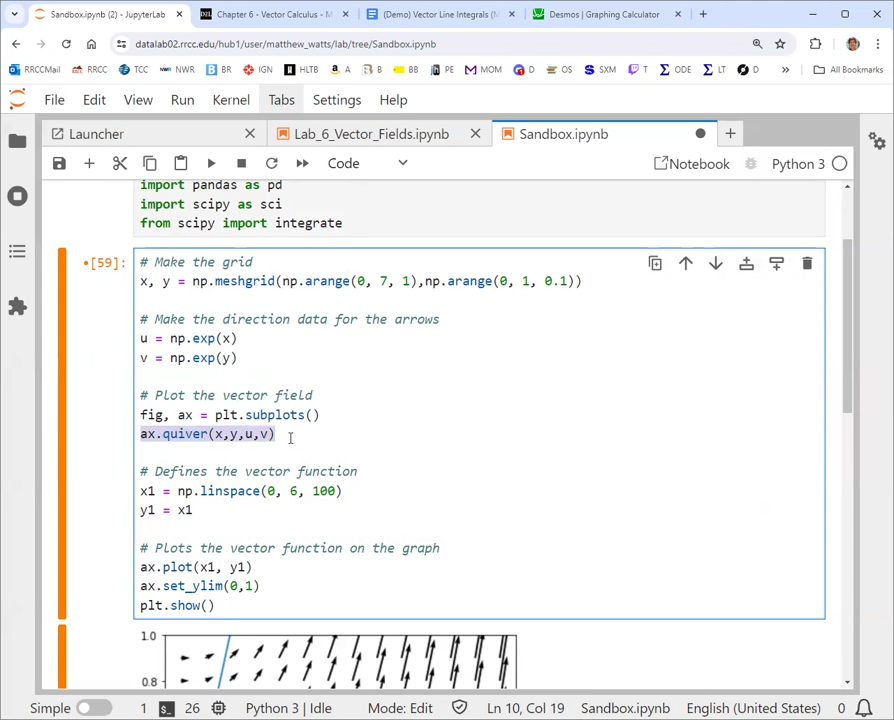 Sandbox.ipynb (2) - JupyterLab
Chapter 6 - Vector Calculus - M
(Demo) Vector Line Integrals (M
Desmos | Graphing Calculator
datalab02.rrcc.edu/hub1/user/matthew_watts/lab/tree/Sandbox.ipynb
RRCCMail RRCC TCC NWR BR IGN HLTB A B BB PE MOM D OS SXM T ODE LT D All Bookmarks
File Edit View Run Kernel Tabs Settings Help
Launcher Lab_6_Vector_Fields.ipynb Sandbox.ipynb
Code Notebook Python 3
import pandas as pd
import scipy as sci
from scipy import integrate
[59]:
# Make the grid
x, y = np.meshgrid(np.arange(0, 7, 1),np.arange(0, 1, 0.1))
# Make the direction data for the arrows
u = np.exp(x)
v = np.exp(y)
# Plot the vector field
fig, ax = plt.subplots()
ax.quiver(x,y,u,v)
# Defines the vector function
x1 = np.linspace(0, 6, 100)
y1 = x1
# Plots the vector function on the graph
ax.plot(x1, y1)
ax.set_ylim(0,1)
plt.show()
1.0
0.8
Simple 1 26 Python 3 | Idle Mode: Edit Ln 10, Col 19 Sandbox.ipynb English (United States) 0